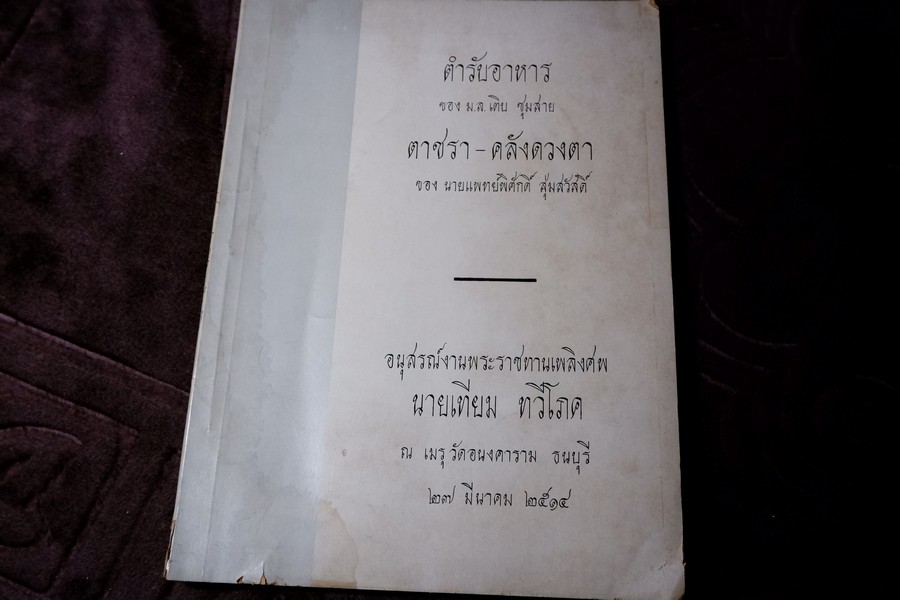 ตำรับอาหาร
ของ ม.ล.เติบ ชุมสาย
ตาชรา - คลังดวงตา
ของ นายแพทย์พิศักดิ์ สุ่มสวัสดิ์
อนุสรณ์งานพระราชทานเพลิงศพ
นายเทียม ทวีโภค
ณ เมรุวัดอนงคาราม ธนบุรี
๒๗ มีนาคม ๒๕๑๔